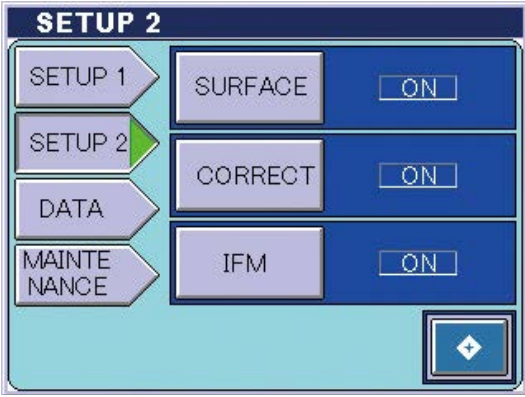 SETUP 2
SETUP 1
SETUP 2
DATA
MAINTE
NANCE
SURFACE
ON
CORRECT
ON
IFM
ON